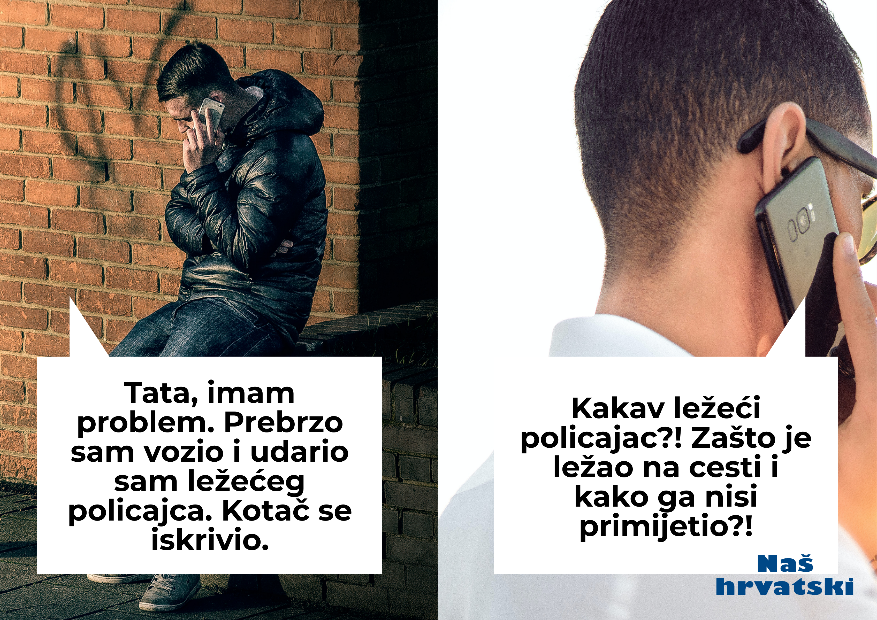 Tata, imam
problem. Prebrzo
sam vozio i udario
sam ležećeg
policajca. Kotač se
iskrivio.
Kakav ležeći
policajac?! Zašto je
ležao na cesti i
kako ga nisi
primijetio?!
Naš
hrvatski